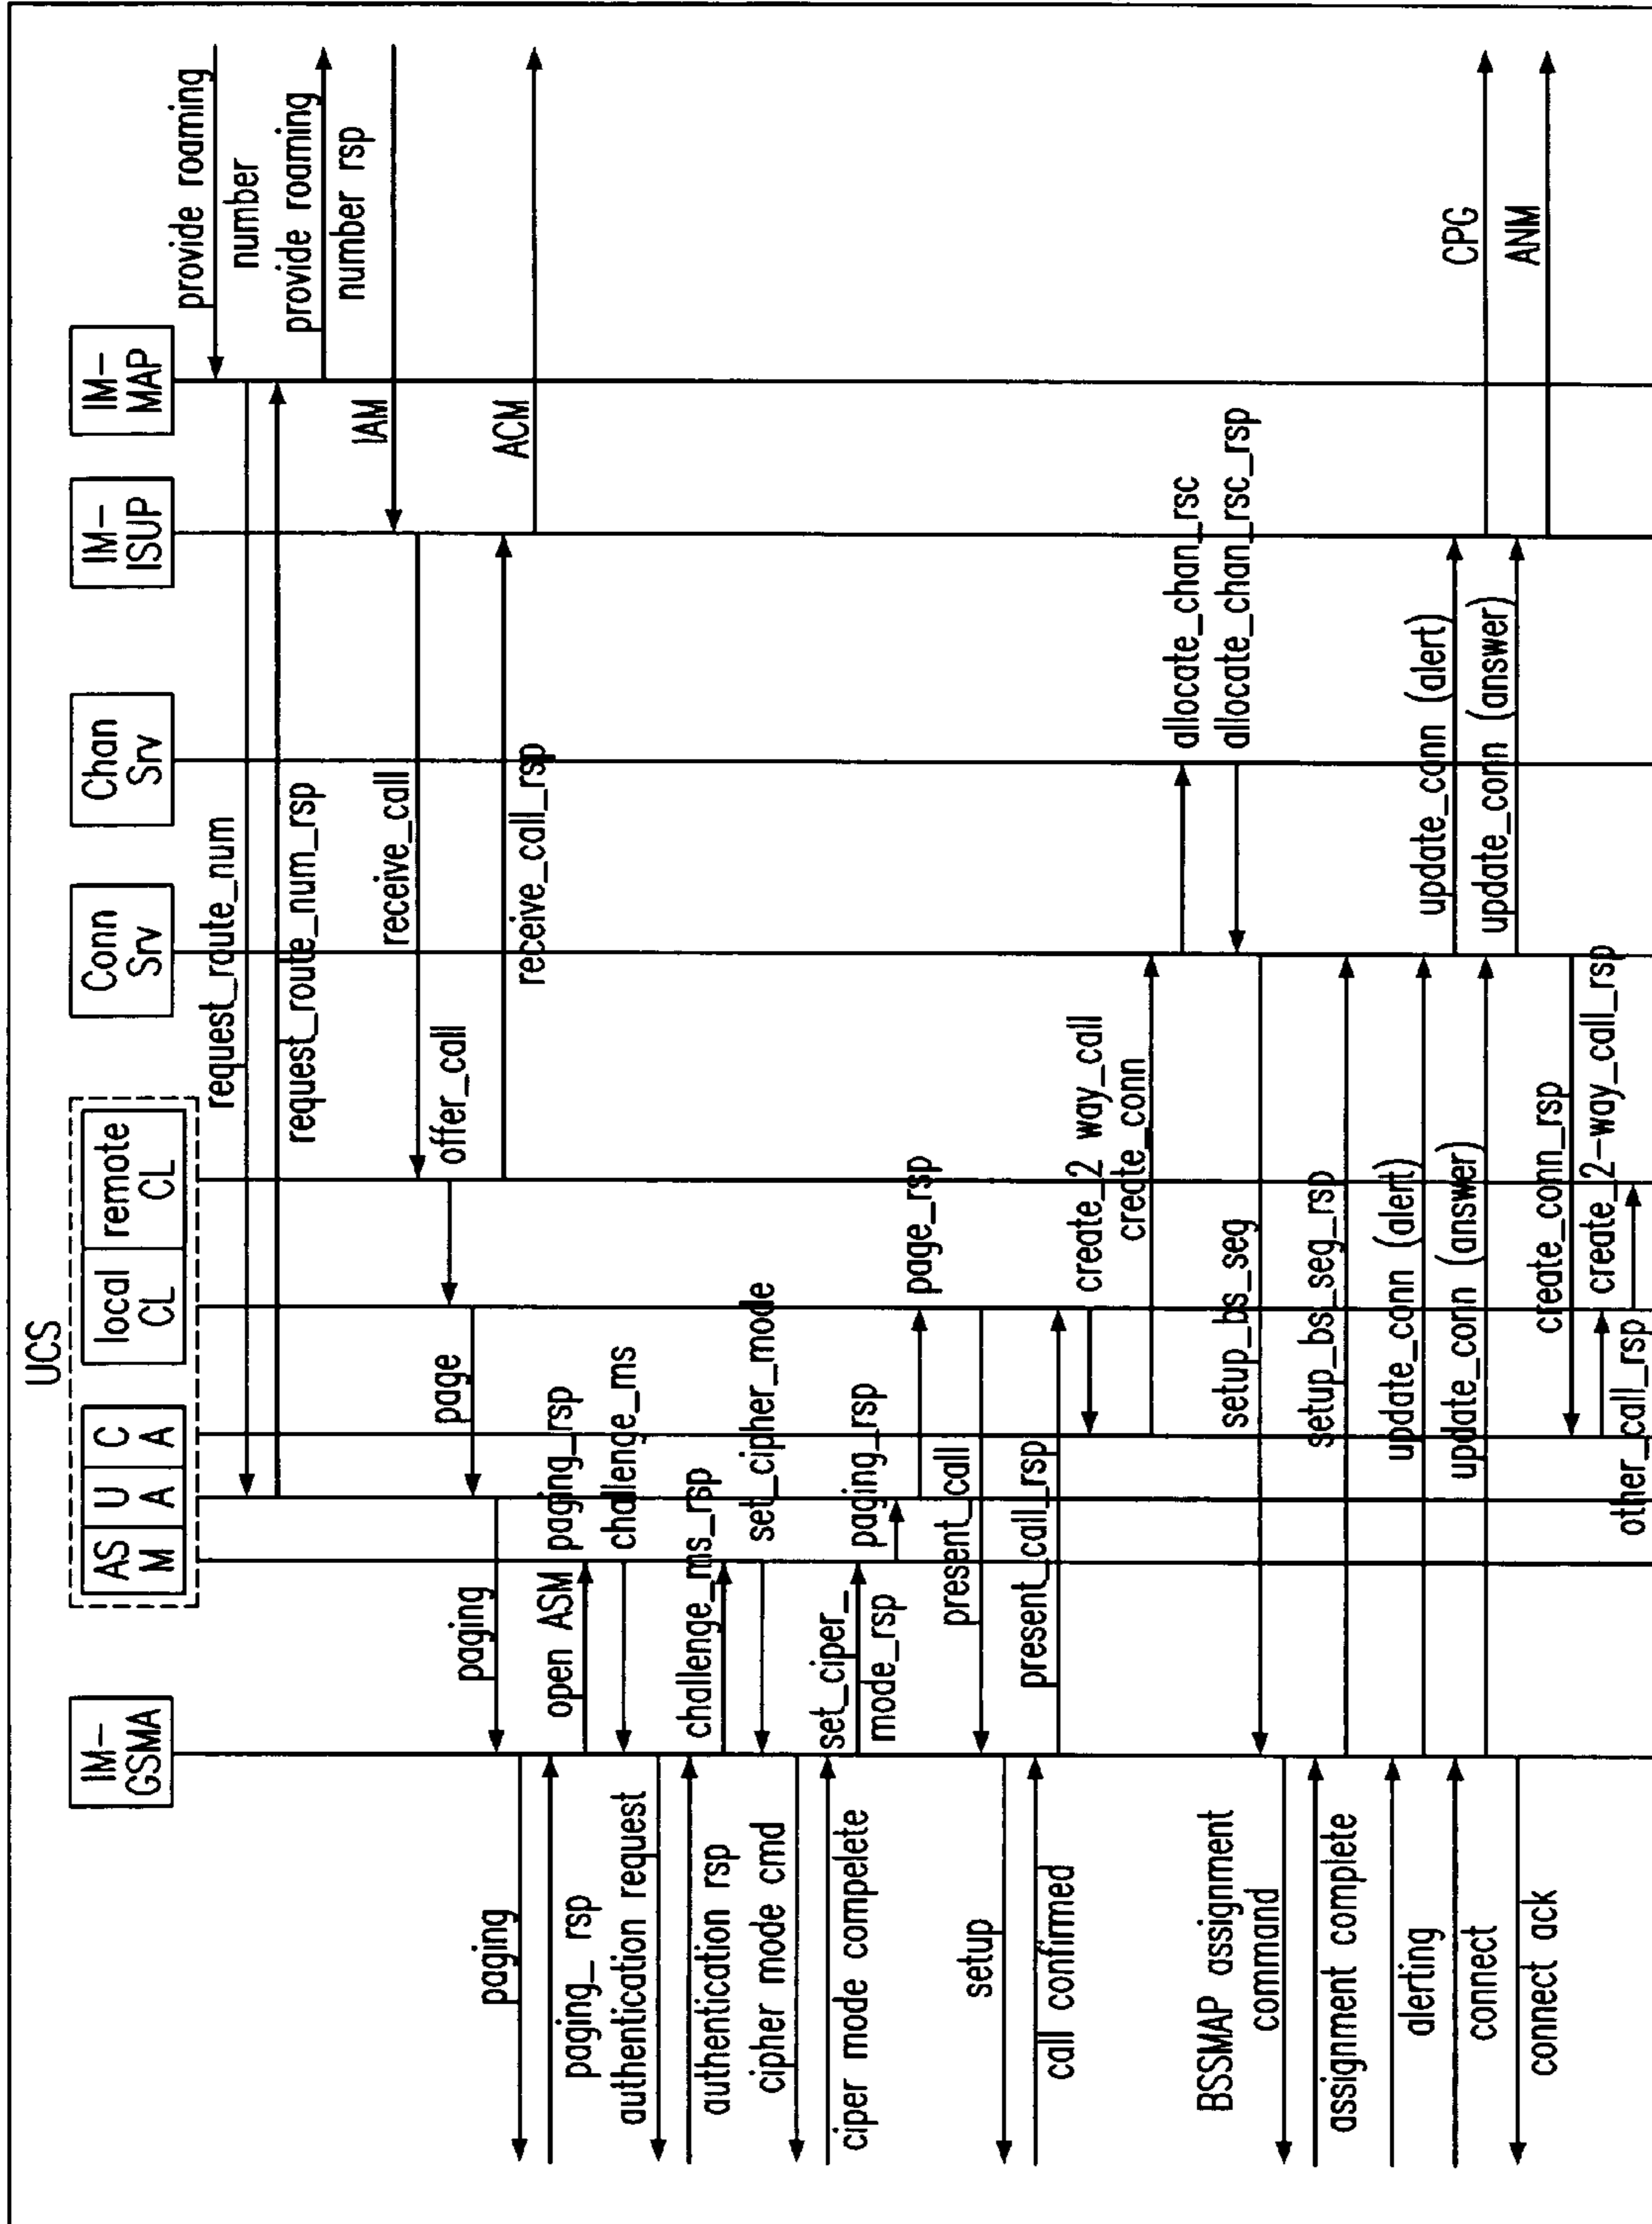 UCS
IM-
GSMA
AS
M
U
A
C
A
local
CL
remote
CL
Conn
Srv
Chan
Srv
IM-
ISUP
IM-
MAP
provide roaming
number
request_route_num
request_route_num_rsp
provide roaming
number rsp
IAM
receive_call
offer_call
page
paging
paging
receive_call_rsp
ACM
paging_ rsp
open ASM
paging_rsp
challenge_ms
authentication request
authentication rsp
challenge_ms_rsp
set_cipher_mode
cipher mode cmd
ciper mode compelete
set_ciper_
mode_rsp
paging_rsp
page_rsp
present_call
setup
call confirmed
present_call_rsp
create_2 way_call
create_conn
allocate_chan_rsc
allocate_chan_rsc_rsp
setup_bs_seg
BSSMAP assignment
command
assignment complete
setup_bs_seg_rsp
alerting
update_conn (alert)
update_conn (alert)
CPG
connect
update_conn (answer)
update_conn (answer)
ANM
connect ack
create_conn_rsp
create_2-way_call_rsp
other_call_rsp